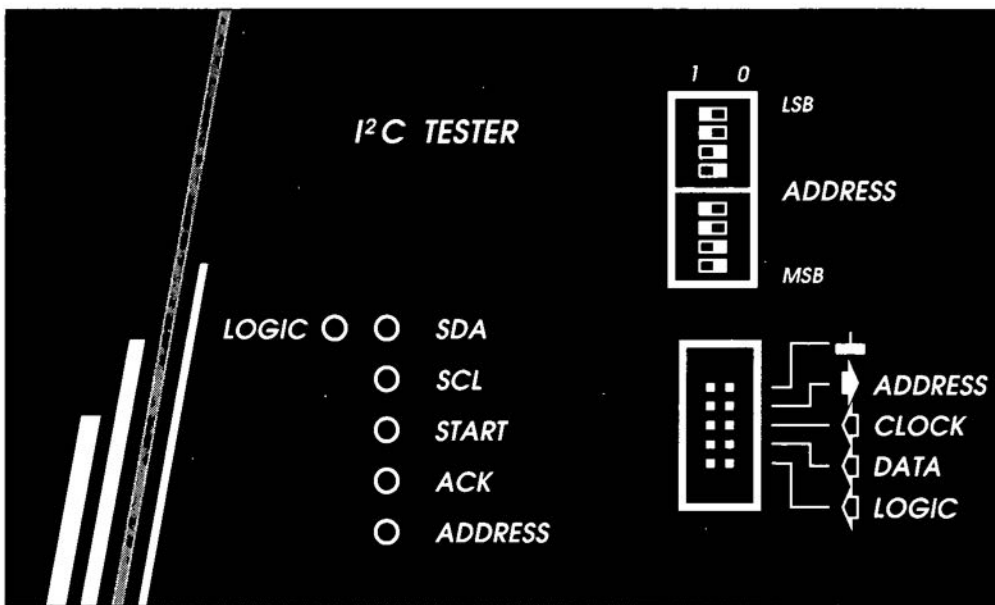 1 0
LSB
I²C TESTER
ADDRESS
MSB
LOGIC SDA
SCL
START
ACK
ADDRESS
ADDRESS
CLOCK
DATA
LOGIC